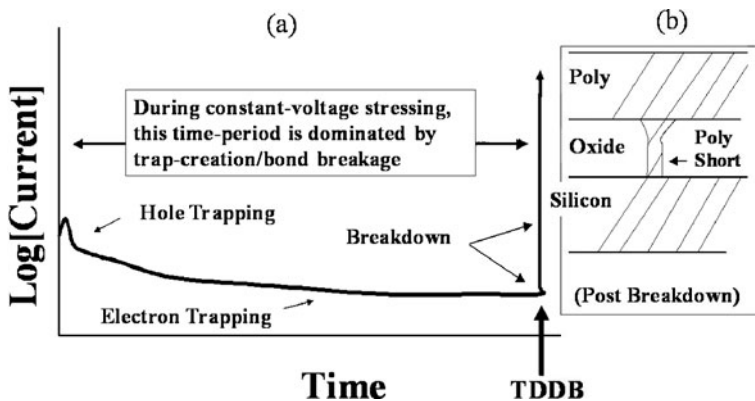 (a)
(b)
During constant-voltage stressing,
this time-period is dominated by
trap-creation/bond breakage
Poly
Oxide
Poly
Short
Silicon
Hole Trapping
Breakdown
Electron Trapping
(Post Breakdown)
Log[Current]
Time
TDDB